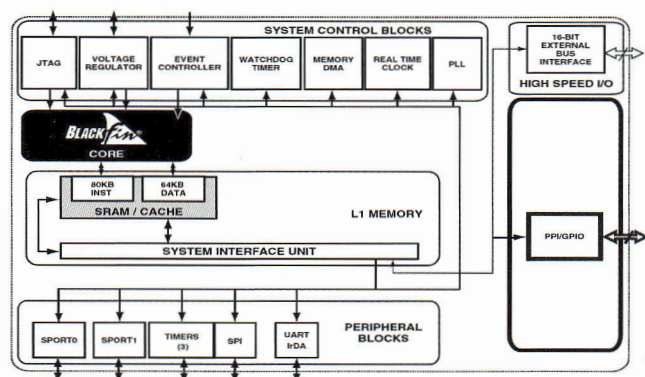 SYSTEM CONTROL BLOCKS
JTAG
VOLTAGE
REGULATOR
EVENT
CONTROLLER
WATCHDOG
TIMER
MEMORY
DMA
REAL TIME
CLOCK
PLL
16-BIT
EXTERNAL
BUS
INTERFACE
HIGH SPEED I/O
BLACKfin
CORE
80KB
INST
64KB
DATA
SRAM / CACHE
L1 MEMORY
SYSTEM INTERFACE UNIT
PPI/GPIO
PERIPHERAL
BLOCKS
SPORT0
SPORT1
TIMERS
(3)
SPI
UART
IrDA